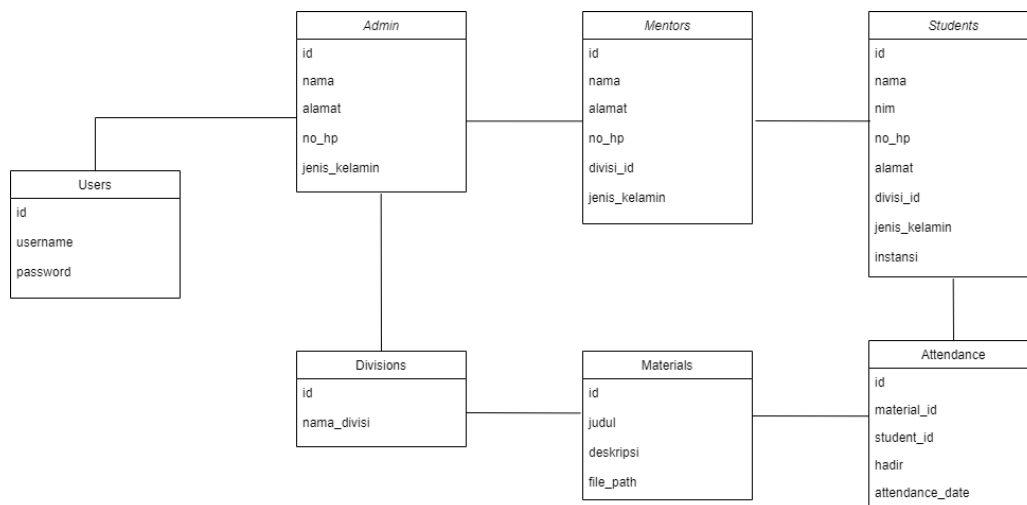 Admin
id
nama
alamat
no_hp
jenis_kelamin
Mentors
id
nama
alamat
no_hp
divisi_id
jenis_kelamin
Students
id
nama
nim
no_hp
alamat
divisi_id
jenis_kelamin
instansi
Users
id
username
password
Divisions
id
nama_divisi
Materials
id
judul
deskripsi
file_path
Attendance
id
material_id
student_id
hadir
attendance_date